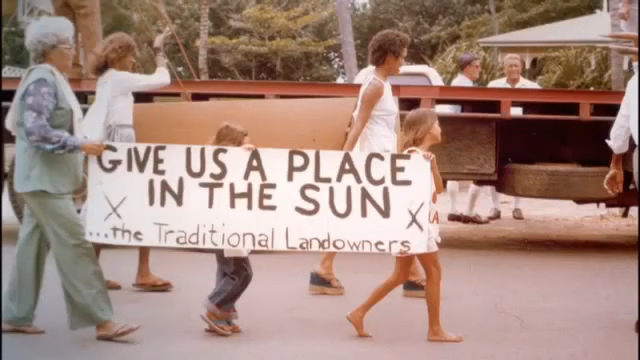 GIVE US A PLACE
IN THE SUN
X X
...the Traditional Landowners